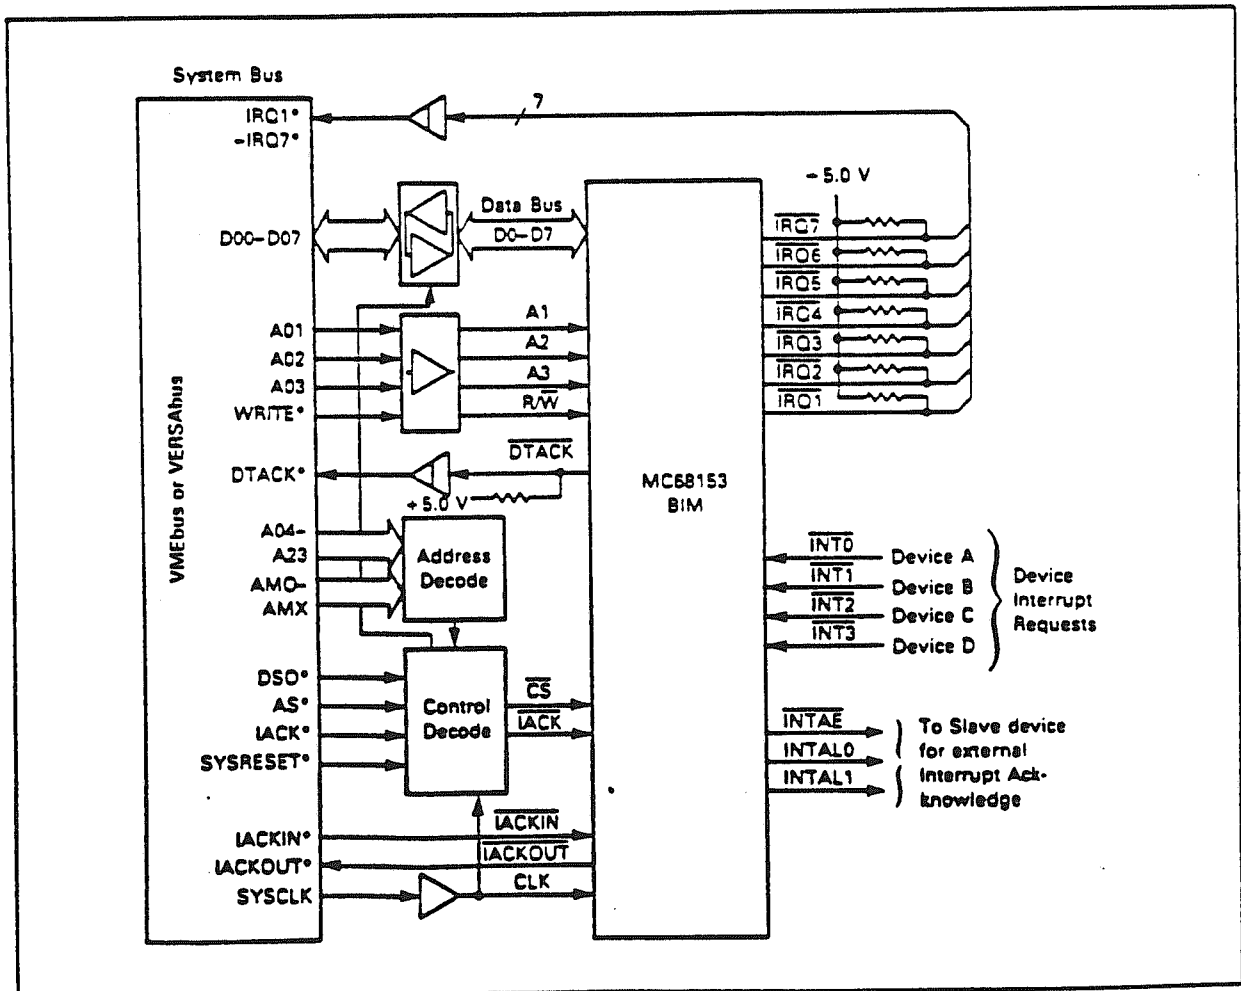 System Bus
IRQ1*
-IRQ7*
7
- 5.0 V
Data Bus
D0-D7
D00-D07
IRQ7
IRQ6
IRQ5
IRQ4
IRQ3
IRQ2
IRQ1
A01
A02
A03
WRITE*
A1
A2
A3
R/W
DTACK*
DTACK
+ 5.0 V
VMEbus or VERSAbus
MC68153
BIM
A04-
A23
AM0-
AMX
Address
Decode
INT0
INT1
INT2
INT3
Device A
Device B
Device C
Device D
Device
Interrupt
Requests
DS0*
AS*
IACK*
SYSRESET*
Control
Decode
CS
IACK
INTAE
INTAL0
INTAL1
To Slave device
for external
Interrupt Ack-
knowledge
IACKIN*
IACKOUT*
SYSCLK
IACKIN
IACKOUT
CLK